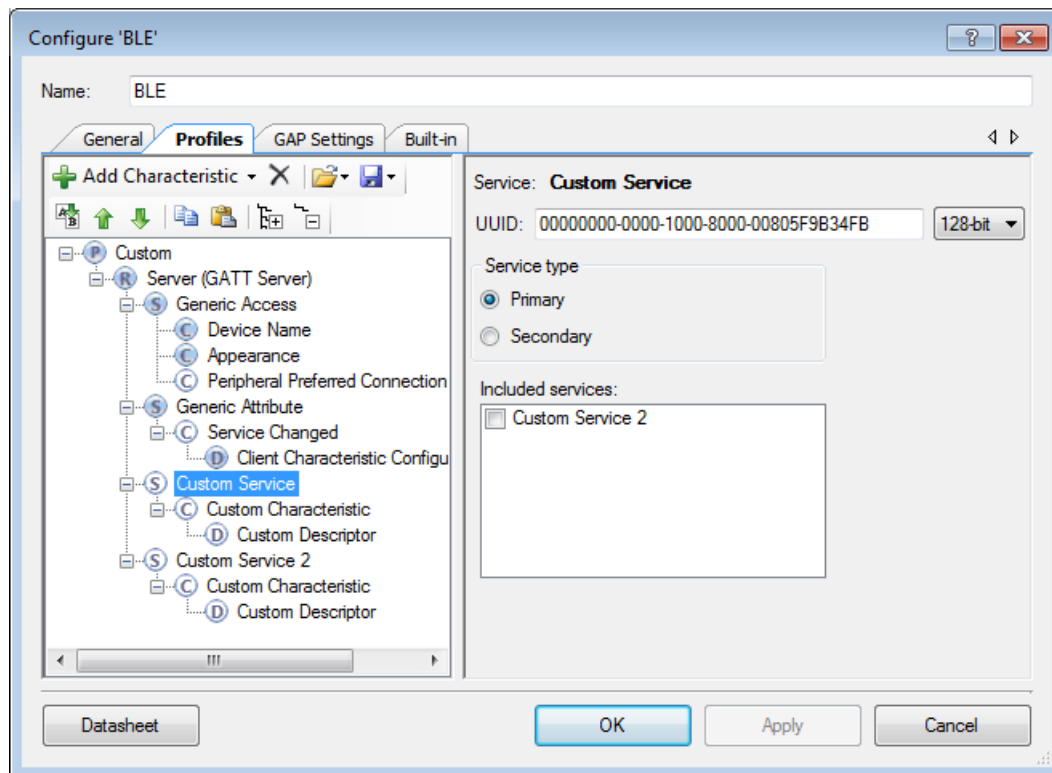 Configure 'BLE'
Name: BLE
General Profiles GAP Settings Built-in
Add Characteristic
Service: Custom Service
UUID: 00000000-0000-1000-8000-00805F9B34FB 128-bit
Service type
Primary
Secondary
Included services:
Custom Service 2
P Custom
R Server (GATT Server)
S Generic Access
C Device Name
C Appearance
C Peripheral Preferred Connection
S Generic Attribute
C Service Changed
D Client Characteristic Configu
S Custom Service
C Custom Characteristic
D Custom Descriptor
S Custom Service 2
C Custom Characteristic
D Custom Descriptor
Datasheet OK Apply Cancel